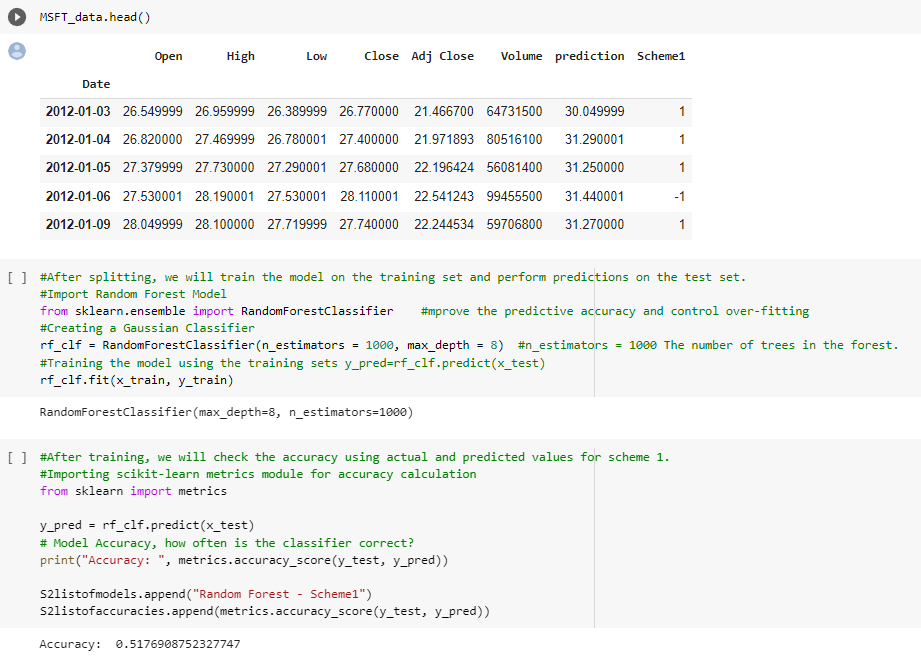 MSFT_data.head()
Open High Low Close Adj Close Volume prediction Scheme1
Date
2012-01-03 26.549999 26.959999 26.389999 26.770000 21.466700 64731500 30.049999 1
2012-01-04 26.820000 27.469999 26.780001 27.400000 21.971893 80516100 31.290001 1
2012-01-05 27.379999 27.730000 27.290001 27.680000 22.196424 56081400 31.250000 1
2012-01-06 27.530001 28.190001 27.530001 28.110001 22.541243 99455500 31.440001 -1
2012-01-09 28.049999 28.100000 27.719999 27.740000 22.244534 59706800 31.270000 1
[ ] #After splitting, we will train the model on the training set and perform predictions on the test set.
#Import Random Forest Model
from sklearn.ensemble import RandomForestClassifier #mprove the predictive accuracy and control over-fitting
#Creating a Gaussian Classifier
rf_clf = RandomForestClassifier(n_estimators = 1000, max_depth = 8) #n_estimators = 1000 The number of trees in the forest.
#Training the model using the training sets y_pred=rf_clf.predict(x_test)
rf_clf.fit(x_train, y_train)
RandomForestClassifier(max_depth=8, n_estimators=1000)
[ ] #After training, we will check the accuracy using actual and predicted values for scheme 1.
#Importing scikit-learn metrics module for accuracy calculation
from sklearn import metrics
y_pred = rf_clf.predict(x_test)
# Model Accuracy, how often is the classifier correct?
print("Accuracy: ", metrics.accuracy_score(y_test, y_pred))
S2listofmodels.append("Random Forest - Scheme1")
S2listofaccuracies.append(metrics.accuracy_score(y_test, y_pred))
Accuracy: 0.5176908752327747